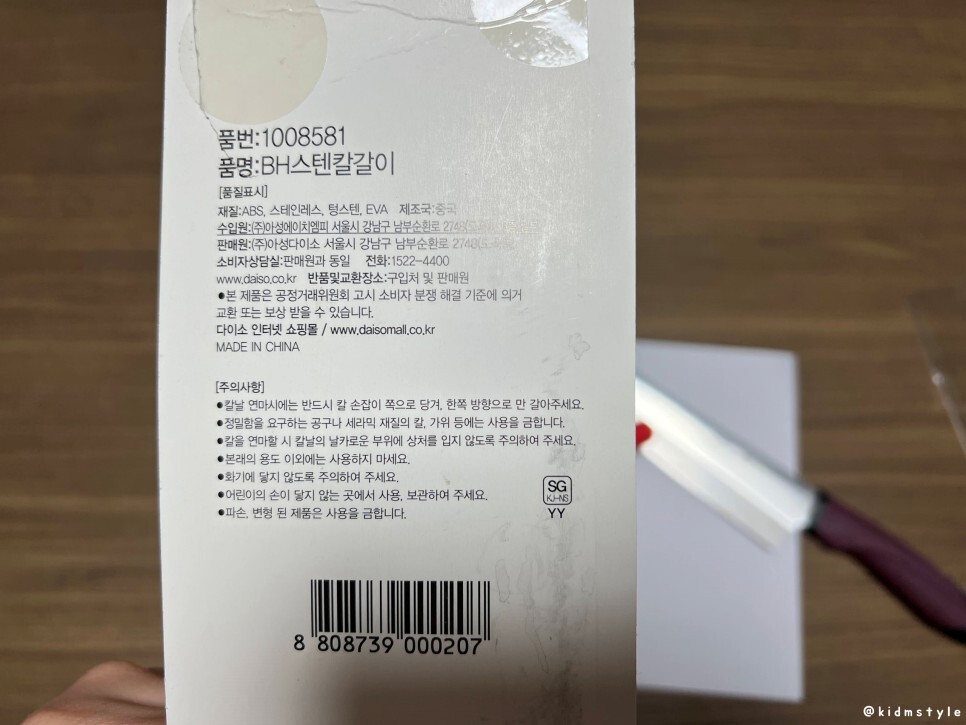 품번:1008581
품명:BH스텐칼갈이
[품질표시]
재질:ABS, 스테인레스, 텅스텐, EVA 제조국:중국
수입원:(주)아성에이치엠피 서울시 강남구 남부순환로 2748
판매원:(주)아성다이소 서울시 강남구 남부순환로 2748
소비자상담실:판매원과 동일 전화:1522-4400
www.daiso.co.kr 반품및교환장소:구입처 및 판매원
●본 제품은 공정거래위원회 고시 소비자 분쟁 해결 기준에 의거
교환 또는 보상 받을 수 있습니다.
다이소 인터넷 쇼핑몰 / www.daisomall.co.kr
MADE IN CHINA
[주의사항]
●칼날 연마시에는 반드시 칼 손잡이 쪽으로 당겨, 한쪽 방향으로 만 갈아주세요.
●정밀함을 요구하는 공구나 세라믹 재질의 칼, 가위 등에는 사용을 금합니다.
●칼을 연마할 시 칼날의 날카로운 부위에 상처를 입지 않도록 주의하여 주세요.
●본래의 용도 이외에는 사용하지 마세요.
●화기에 닿지 않도록 주의하여 주세요.
●어린이의 손이 닿지 않는 곳에서 사용, 보관하여 주세요.
●파손, 변형 된 제품은 사용을 금합니다.
SG
KJ-NS
YY
8 808739 000207
@kidmstyle